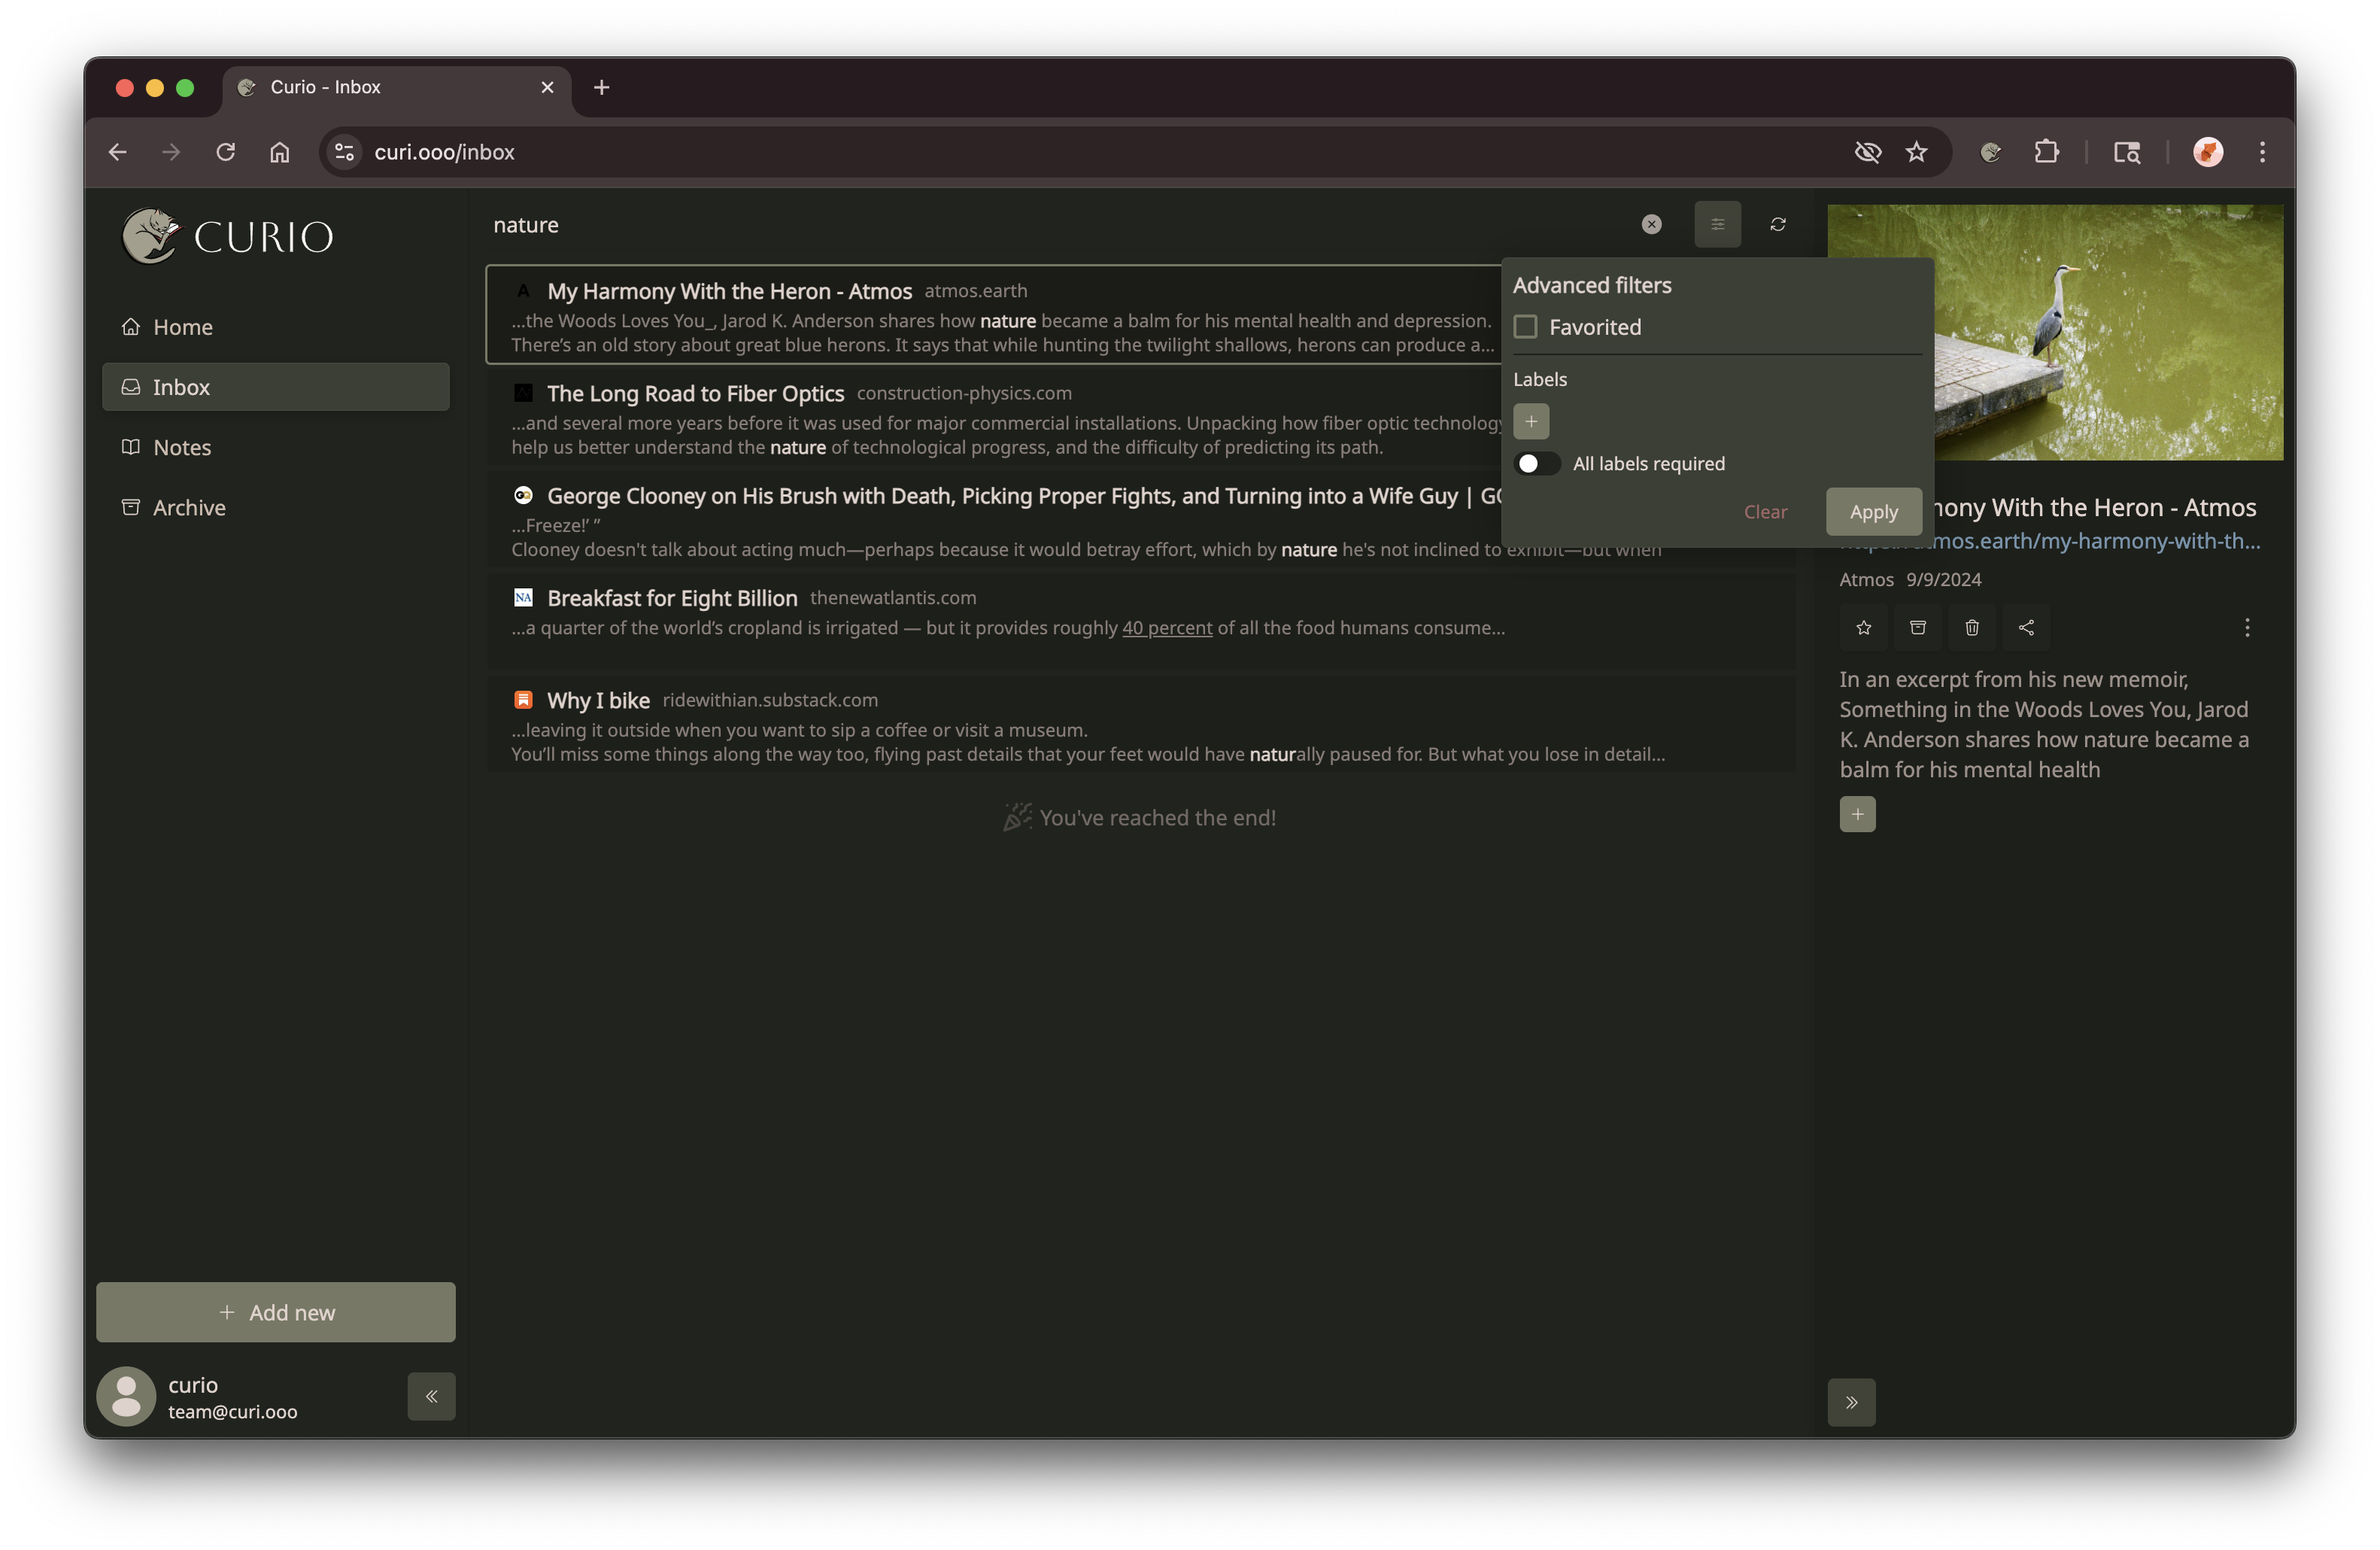 Curio - Inbox
curi.ooo/inbox
CURIO
Home
Inbox
Notes
Archive
Add new
curio
team@curi.ooo
nature
A My Harmony With the Heron - Atmos atmos.earth
...the Woods Loves You_, Jarod K. Anderson shares how nature became a balm for his mental health and depression.
There’s an old story about great blue herons. It says that while hunting the twilight shallows, herons can produce a...
The Long Road to Fiber Optics construction-physics.com
...and several more years before it was used for major commercial installations. Unpacking how fiber optic technology
help us better understand the nature of technological progress, and the difficulty of predicting its path.
George Clooney on His Brush with Death, Picking Proper Fights, and Turning into a Wife Guy |
...Freeze!’ ”
Clooney doesn't talk about acting much—perhaps because it would betray effort, which by nature he's not inclined to exhibit—but when
NA Breakfast for Eight Billion thenewatlantis.com
...a quarter of the world’s cropland is irrigated — but it provides roughly 40 percent of all the food humans consume...
Why I bike ridewithian.substack.com
...leaving it outside when you want to sip a coffee or visit a museum.
You’ll miss some things along the way too, flying past details that your feet would have naturally paused for. But what you lose in detail...
You've reached the end!
Advanced filters
Favorited
Labels
All labels required
Clear
Apply
With the Heron - Atmos
atmos.earth/my-harmony-with-th...
Atmos 9/9/2024
In an excerpt from his new memoir,
Something in the Woods Loves You, Jarod
K. Anderson shares how nature became a
balm for his mental health